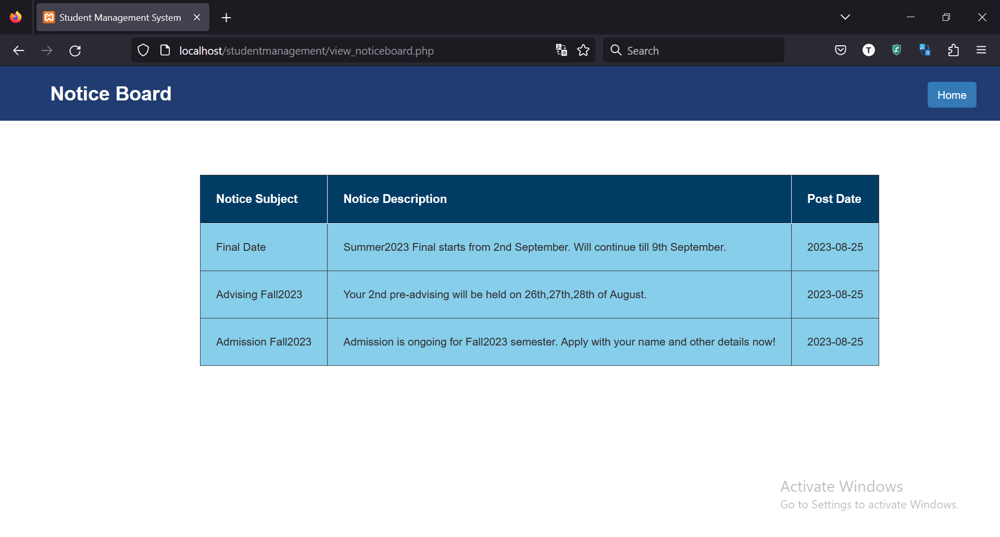 Student Management System
localhost/studentmanagement/view_noticeboard.php
Search
T
Notice Board
Home
Notice Subject Notice Description Post Date
Final Date Summer2023 Final starts from 2nd September. Will continue till 9th September. 2023-08-25
Advising Fall2023 Your 2nd pre-advising will be held on 26th,27th,28th of August. 2023-08-25
Admission Fall2023 Admission is ongoing for Fall2023 semester. Apply with your name and other details now! 2023-08-25
Activate Windows
Go to Settings to activate Windows.